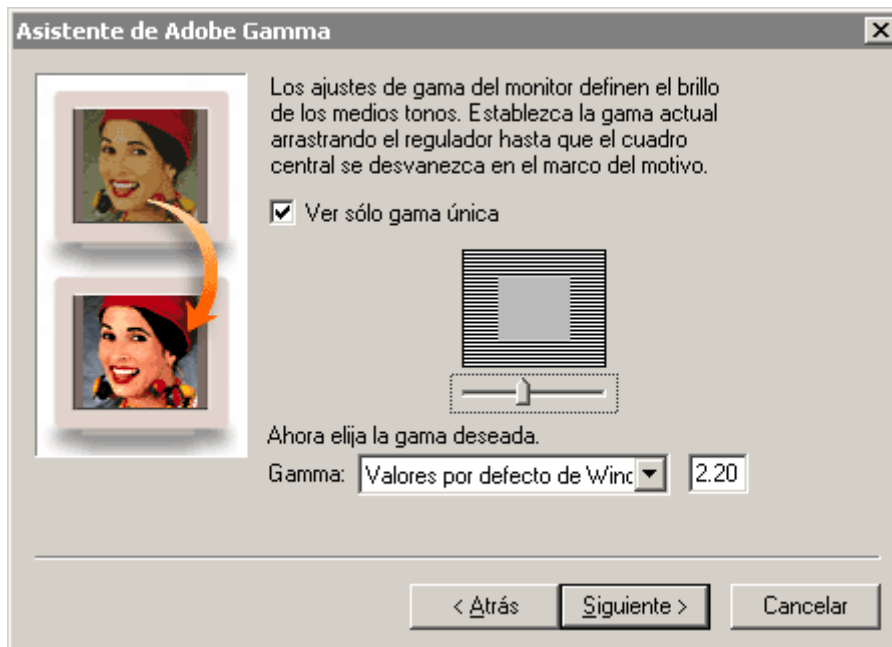 Asistente de Adobe Gamma
Los ajustes de gama del monitor definen el brillo
de los medios tonos. Establezca la gama actual
arrastrando el regulador hasta que el cuadro
central se desvanezca en el marco del motivo.
Ver sólo gama única
Ahora elija la gama deseada.
Gamma: Valores por defecto de Winc 2.20
< Atrás Siguiente > Cancelar